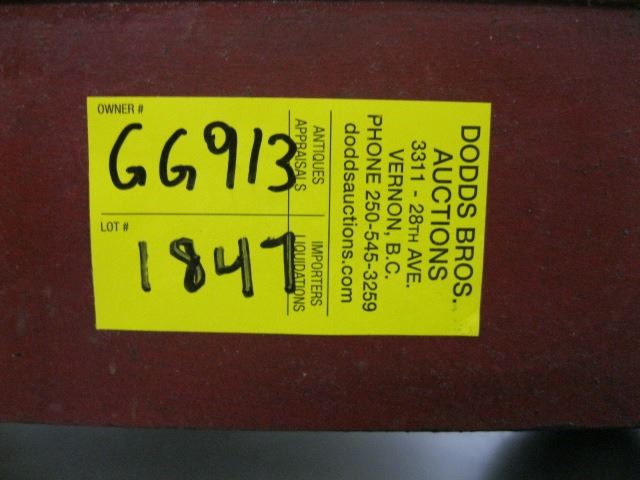 OWNER #
GG913
LOT #
1847
ANTIQUES
APPRAISALS
IMPORTERS
LIQUIDATIONS
DODDS BROS.
AUCTIONS
3311 - 28TH AVE.
VERNON, B.C.
PHONE 250-545-3259
doddsauctions.com